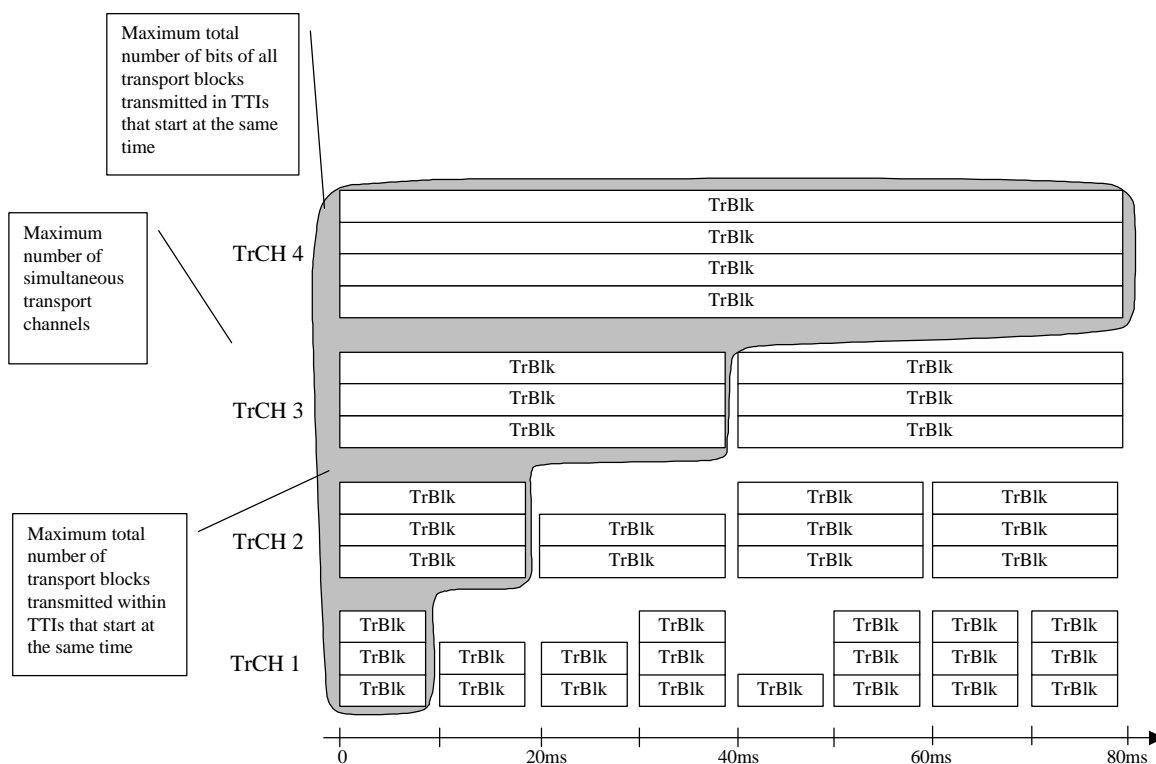 Maximum total
number of bits of all
transport blocks
transmitted in TTIs
that start at the same
time
Maximum
number of
simultaneous
transport
channels
TrCH 4
TrBlk
TrBlk
TrBlk
TrBlk
TrCH 3
TrBlk TrBlk
TrBlk TrBlk
TrBlk TrBlk
Maximum total
number of
transport blocks
transmitted within
TTIs that start at
the same time
TrCH 2
TrBlk TrBlk TrBlk
TrBlk TrBlk TrBlk TrBlk
TrBlk TrBlk TrBlk TrBlk
TrCH 1
TrBlk TrBlk TrBlk TrBlk TrBlk
TrBlk TrBlk TrBlk TrBlk TrBlk TrBlk TrBlk
TrBlk TrBlk TrBlk TrBlk TrBlk TrBlk TrBlk TrBlk
0 20ms 40ms 60ms 80ms